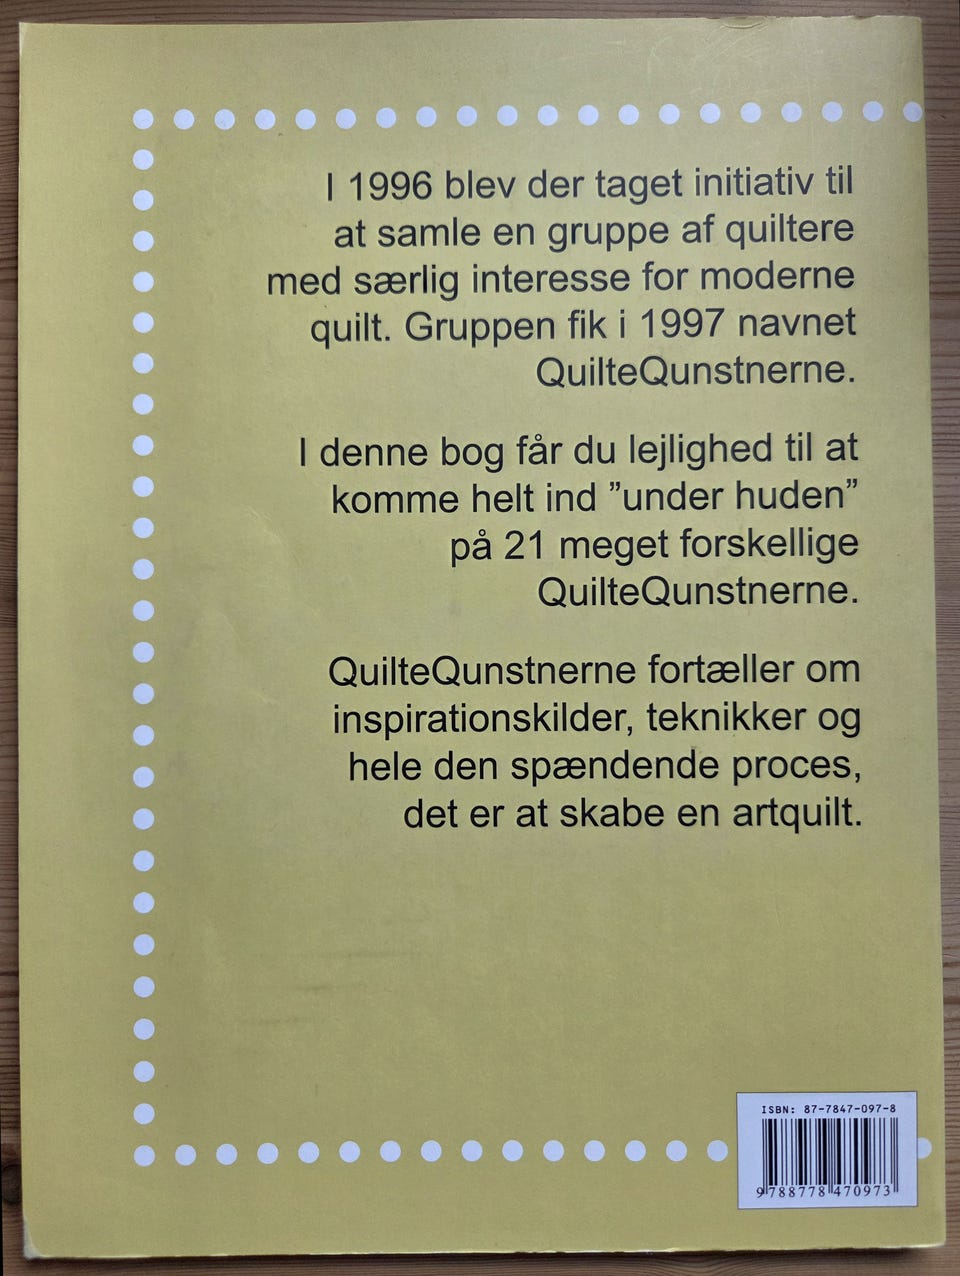 I 1996 blev der taget initiativ til
at samle en gruppe af quiltere
med særlig interesse for moderne
quilt. Gruppen fik i 1997 navnet
QuilteQunstnerne.
I denne bog får du lejlighed til at
komme helt ind ”under huden”
på 21 meget forskellige
QuilteQunstnerne.
QuilteQunstnerne fortæller om
inspirationskilder, teknikker og
hele den spændende proces,
det er at skabe en artquilt.
ISBN: 87-7847-097-8
9 788778 470973